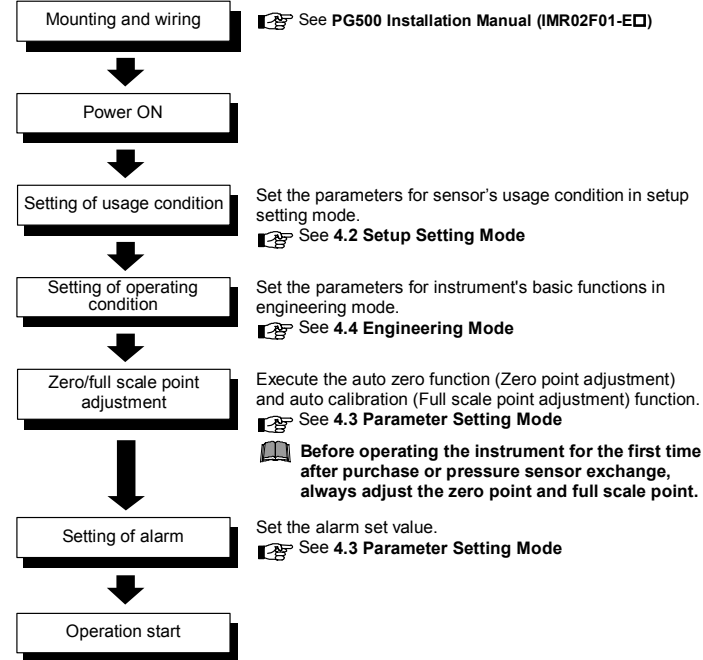 Mounting and wiring
See PG500 Installation Manual (IMR02F01-E□)
Power ON
Setting of usage condition
Set the parameters for sensor's usage condition in setup
setting mode.
See 4.2 Setup Setting Mode
Setting of operating
condition
Set the parameters for instrument's basic functions in
engineering mode.
See 4.4 Engineering Mode
Zero/full scale point
adjustment
Execute the auto zero function (Zero point adjustment)
and auto calibration (Full scale point adjustment) function.
See 4.3 Parameter Setting Mode
Before operating the instrument for the first time
after purchase or pressure sensor exchange,
always adjust the zero point and full scale point.
Setting of alarm
Set the alarm set value.
See 4.3 Parameter Setting Mode
Operation start